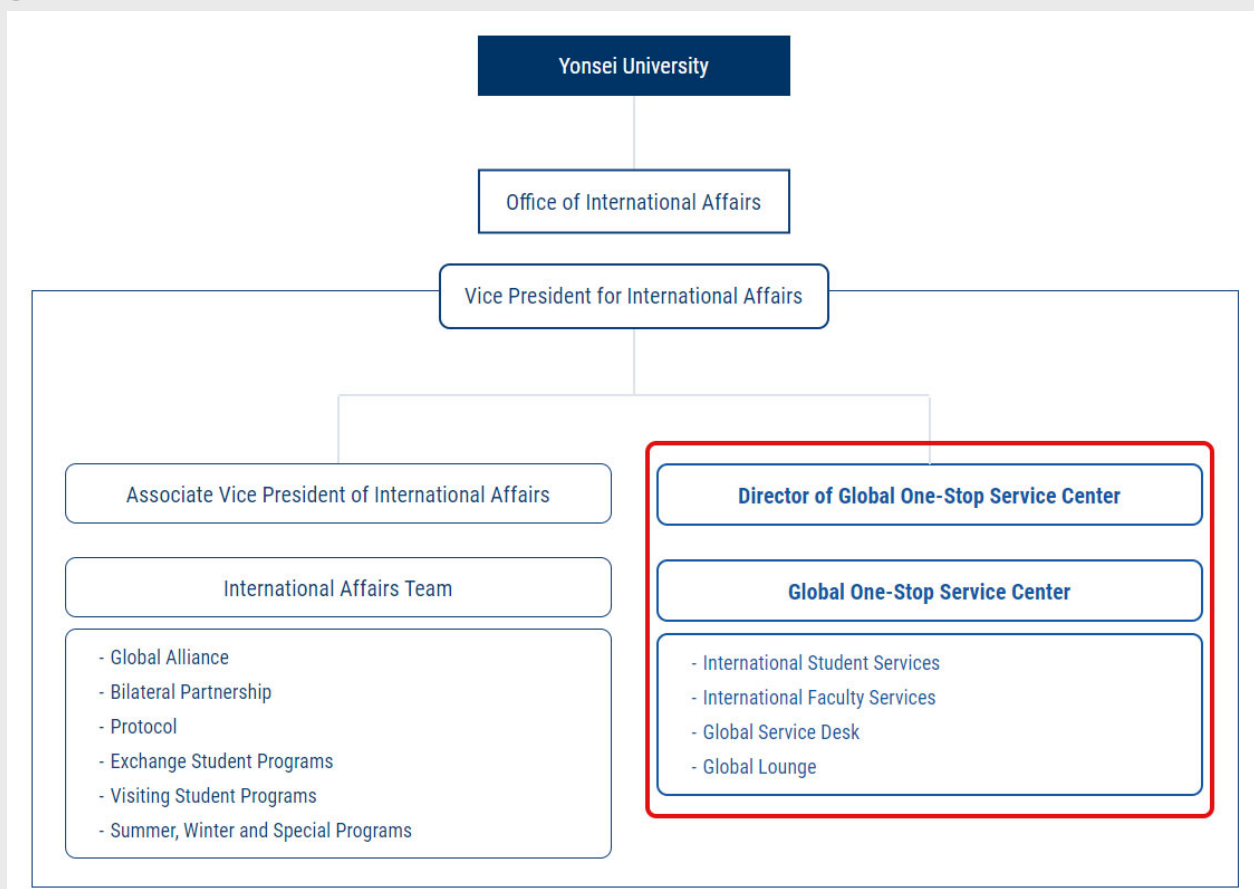 Yonsei University
Office of International Affairs
Vice President for International Affairs
Associate Vice President of International Affairs
International Affairs Team
- Global Alliance
- Bilateral Partnership
- Protocol
- Exchange Student Programs
- Visiting Student Programs
- Summer, Winter and Special Programs
Director of Global One-Stop Service Center
Global One-Stop Service Center
- International Student Services
- International Faculty Services
- Global Service Desk
- Global Lounge